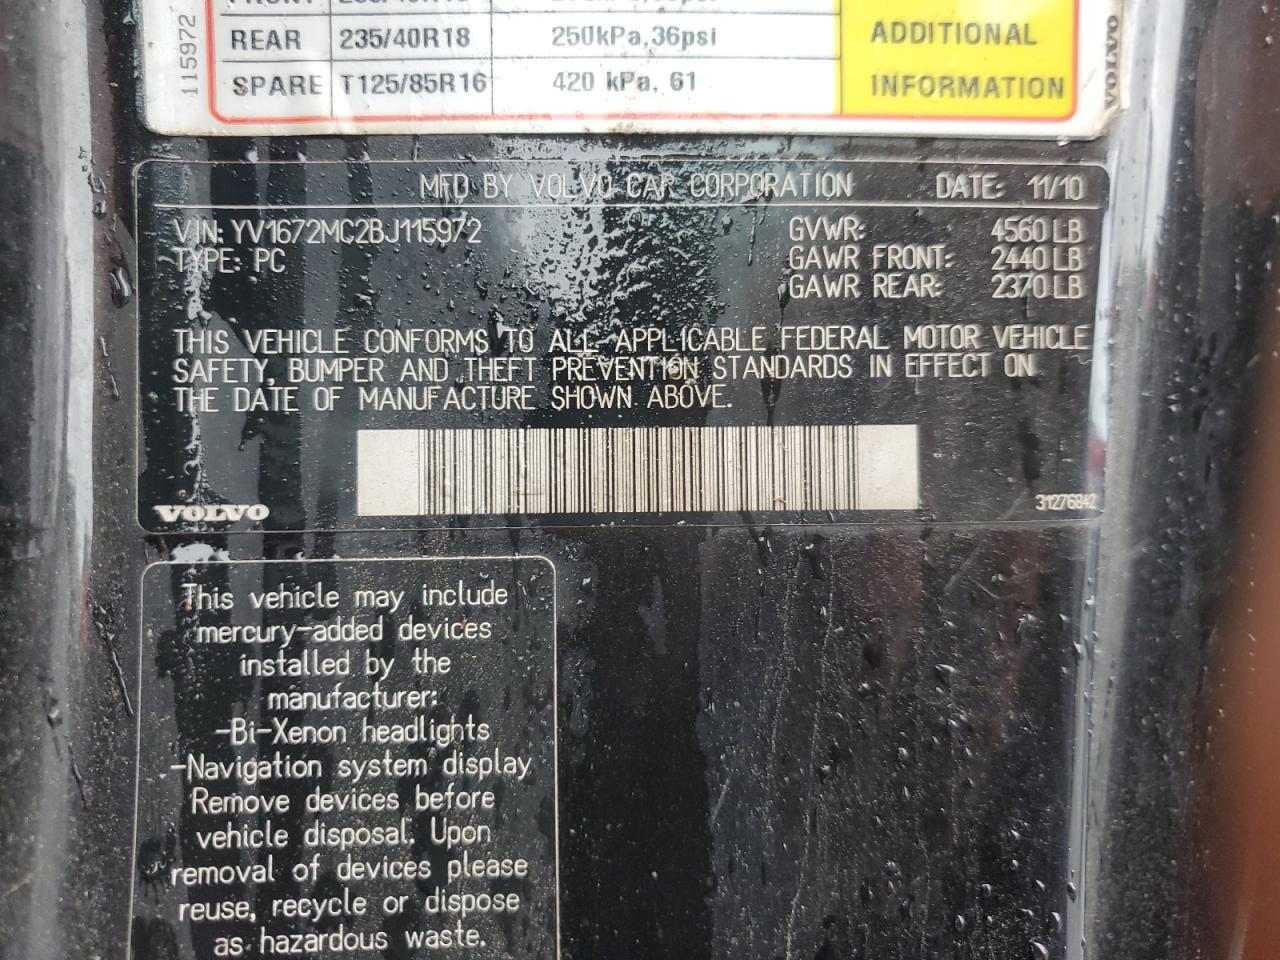 115972
REAR 235/40R18 250kPa,36psi ADDITIONAL
SPARE T125/85R16 420 kPa, 61 INFORMATION
VOLVO
MFD BY VOLVO CAR CORPORATION DATE: 11/10
VIN: YV1672MC2BJ115972 GVWR: 4560 LB
TYPE: PC GAWR FRONT: 2440 LB
GAWR REAR: 2370 LB
THIS VEHICLE CONFORMS TO ALL APPLICABLE FEDERAL MOTOR VEHICLE
SAFETY, BUMPER AND THEFT PREVENTION STANDARDS IN EFFECT ON
THE DATE OF MANUFACTURE SHOWN ABOVE.
VOLVO 31276842
This vehicle may include
mercury-added devices
installed by the
manufacturer:
-Bi-Xenon headlights
-Navigation system display
Remove devices before
vehicle disposal. Upon
removal of devices please
reuse, recycle or dispose
as hazardous waste.